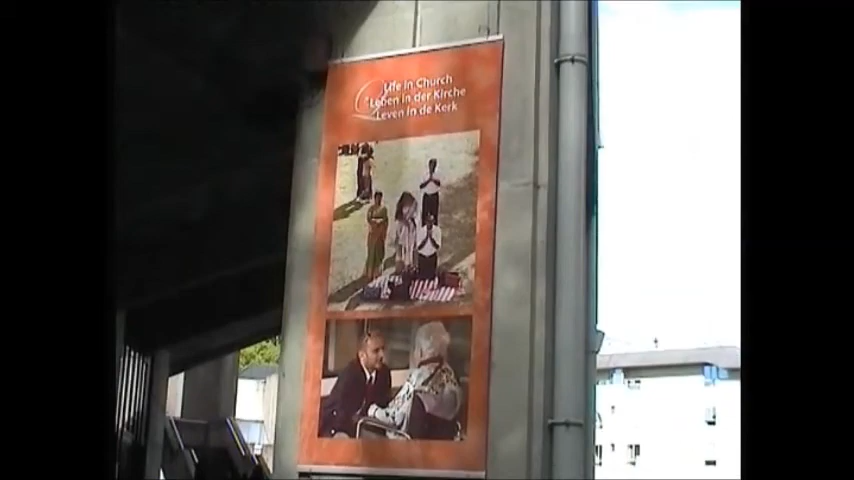 Life in Church
Leben in der Kirche
Leven in de Kerk